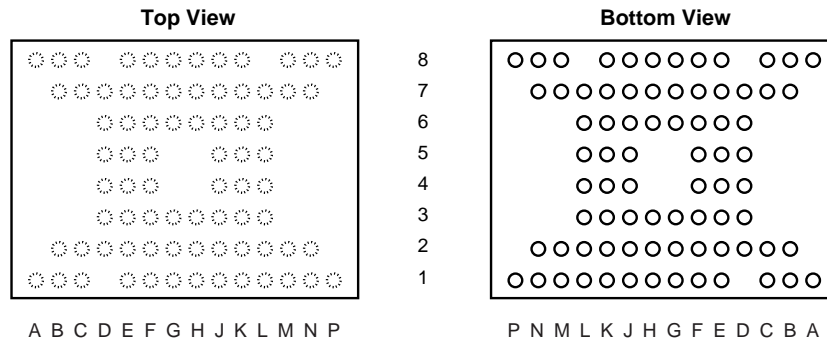 Top View
Bottom View
8
7
6
5
4
3
2
1
A B C D E F G H J K L M N P
P N M L K J H G F E D C B A